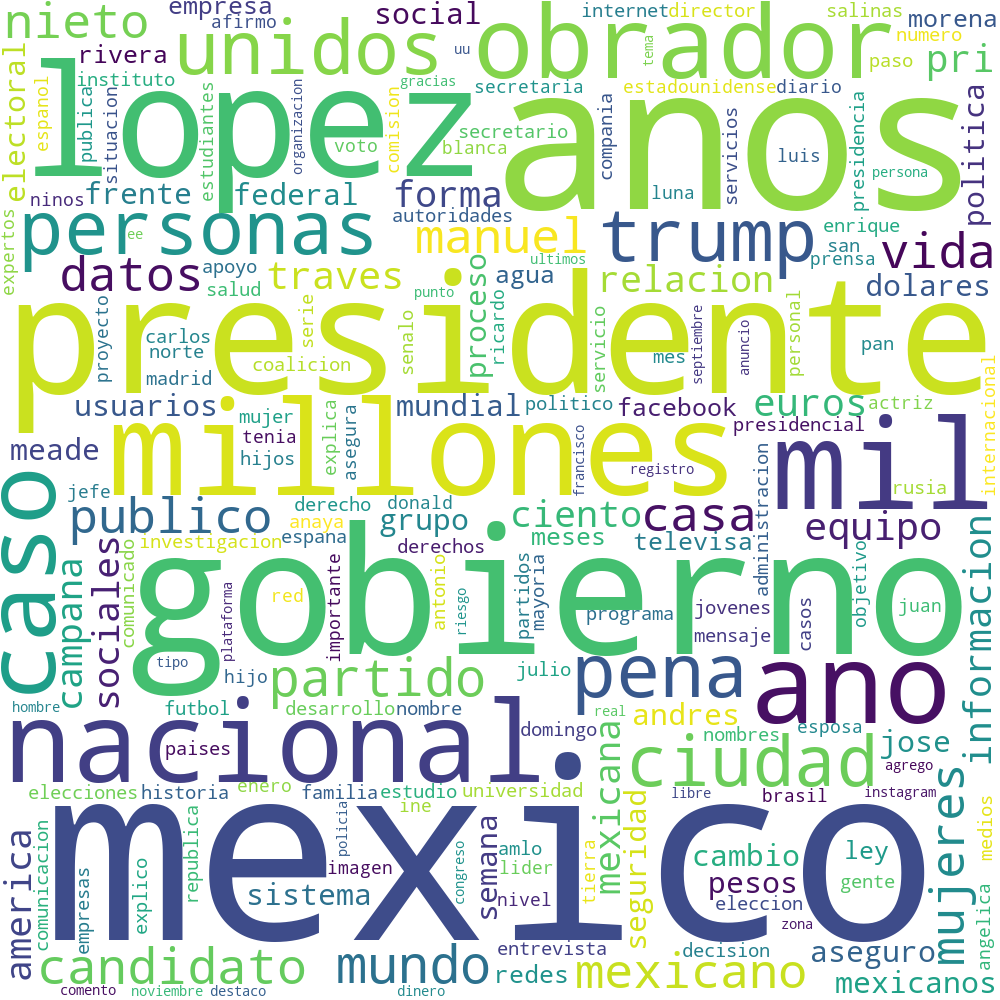 empresa
nieto
afirmo
social
internet
director
salinas
morena
unidos
obrador
numero
rivera
uu
tema
paso
pri
electoral
espanol
publica
instituto
lopez
gracias
secretaria
anos
estadounidense
diario
situacion
estudiantes
organizacion
voto
comision
secretario
blanca
compania
servicios
luis
presidencia
politica
persona
ninos
frente
federal
forma
luna
expertos
personas
ee
autoridades
manuel
trump
enrique
san
prensa
vida
ultimos
datos
apoyo
salud
traves
proceso
agua
relacion
dolares
presidente
proyecto
carlos
norte
madrid
serie
coalicion
senalo
punto
ricardo
servicio
mes
septiembre
anuncio
personal
pan
internacional
usuarios
mujer
tenia
hijos
explica
asegura
mundial
politico
facebook
euros
actriz
presidencial
meade
millones
francisco
registro
mil
jefe
caso
publico
derecho
donald
anaya
espana
grupo
ciento
meses
casa
televisa
administracion
equipo
rusia
investigacion
derechos
comunicado
sociales
campana
gobierno
red
importante
antonio
riesgo
partidos
mayoria
programa
jovenes
mensaje
casos
objetivo
juan
informacion
tipo
plataforma
hijo
partido
julio
pena
ano
hombre
futbol
desarrollo
nombre
domingo
real
andres
nombres
esposa
nacional
paises
mexicana
ciudad
jose
agrego
elecciones
historia
enero
familia
estudio
universidad
ine
libre
brasil
instagram
mujeres
medios
america
comunicacion
mexico
republica
policia
imagen
congreso
semana
amlo
lider
tierra
seguridad
cambio
ley
pesos
gente
empresas
explico
sistema
nivel
eleccion
zona
angelica
candidato
mundo
entrevista
redes
mexicano
decision
aseguro
mexicanos
comento
noviembre
destaco
dinero